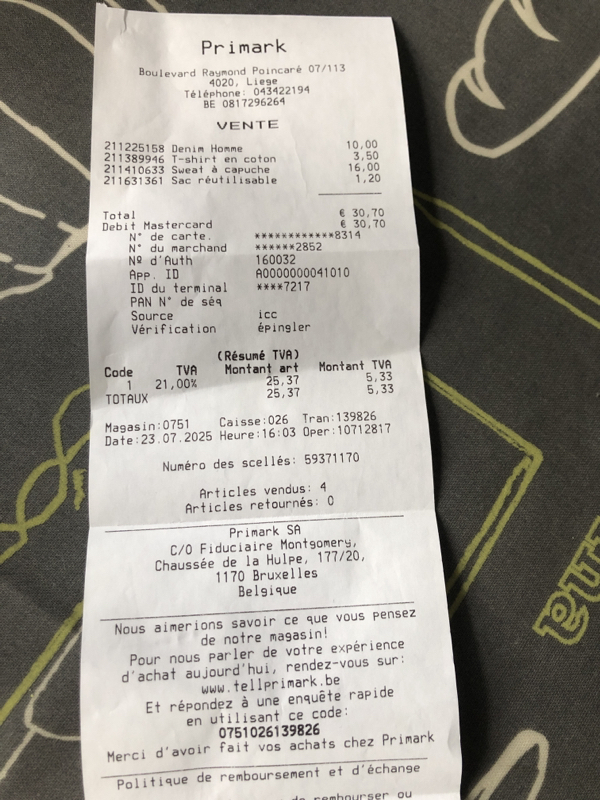 Primark
Boulevard Raymond Poincaré 07/113
4020, Liege
Téléphone: 043422194
BE 0817296264
VENTE
211225158 Denim Homme 10,00
211389946 T-shirt en coton 3,50
211410633 Sweat à capuche 16,00
211631361 Sac réutilisable 1,20
Total € 30,70
Debit Mastercard € 30,70
N° de carte. ************8314
N° du marchand ******2852
Nº d'Auth 160032
App. ID A0000000041010
ID du terminal ****7217
PAN N° de séq
Source icc
Vérification épingler
(Résumé TVA)
Code TVA Montant art Montant TVA
1 21,00% 25,37 5,33
TOTAUX 25,37 5,33
Magasin:0751 Caisse:026 Tran:139826
Date:23.07.2025 Heure:16:03 Oper:10712817
Numéro des scellés: 59371170
Articles vendus: 4
Articles retournés: 0
Primark SA
C/O Fiduciaire Montgomery,
Chaussée de la Hulpe, 177/20,
1170 Bruxelles
Belgique
Nous aimerions savoir ce que vous pensez
de notre magasin!
Pour nous parler de votre expérience
d'achat aujourd'hui, rendez-vous sur:
www.tellprimark.be
Et répondez à une enquête rapide
en utilisant ce code:
0751026139826
Merci d'avoir fait vos achats chez Primark
Politique de remboursement et d'échange
de rembourser ou